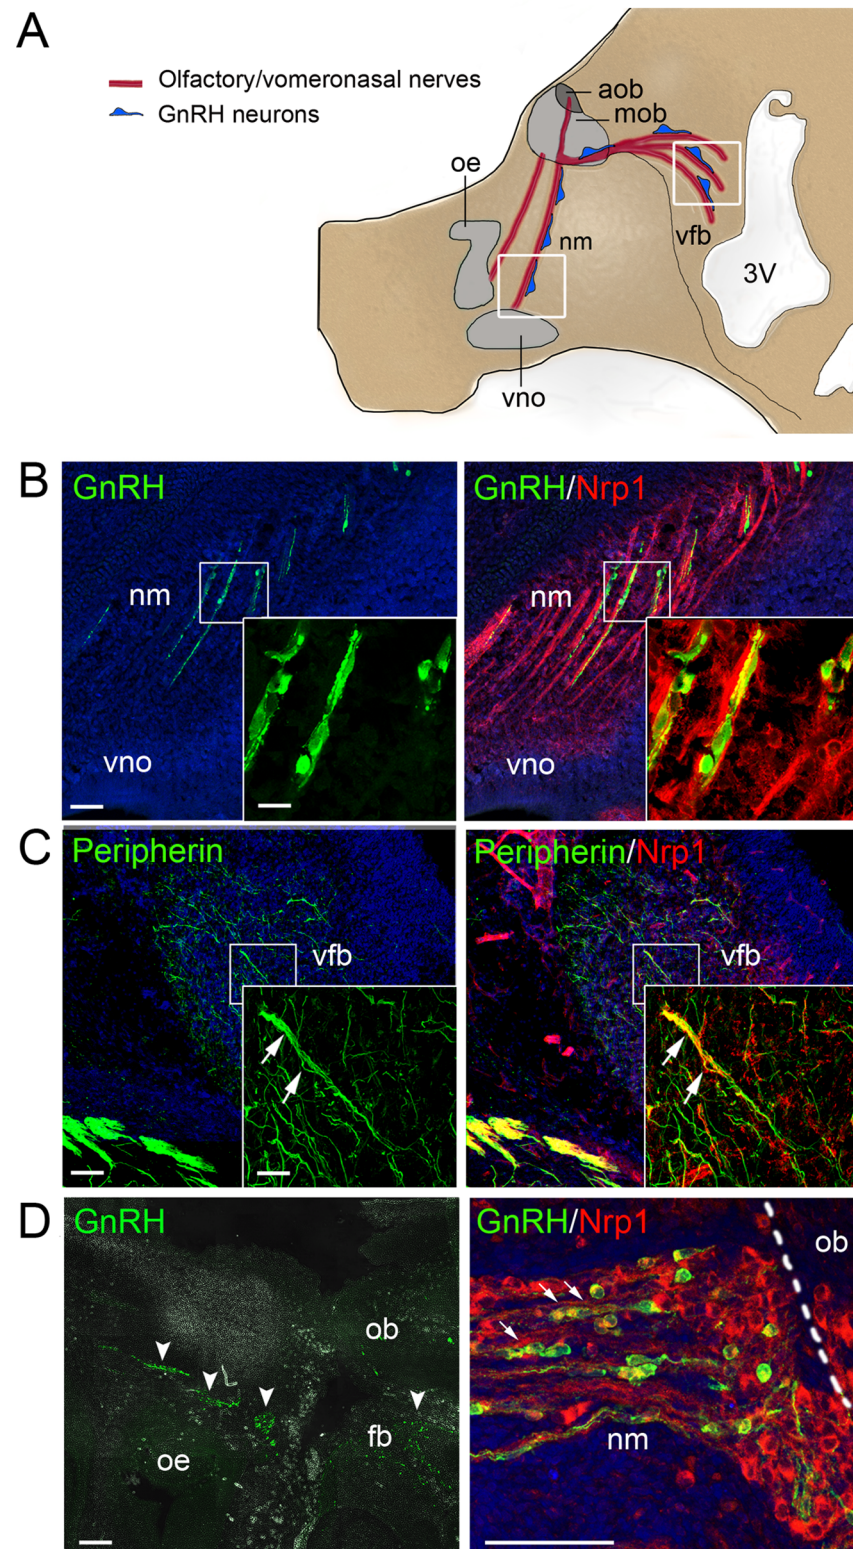 A
Olfactory/vomeronasal nerves
GnRH neurons
aob
mob
oe
nm
vfb
3V
vno
B
GnRH
nm
vno
GnRH/Nrp1
nm
vno
C
Peripherin
vfb
Peripherin/Nrp1
vfb
D
GnRH
ob
fb
oe
GnRH/Nrp1
ob
nm